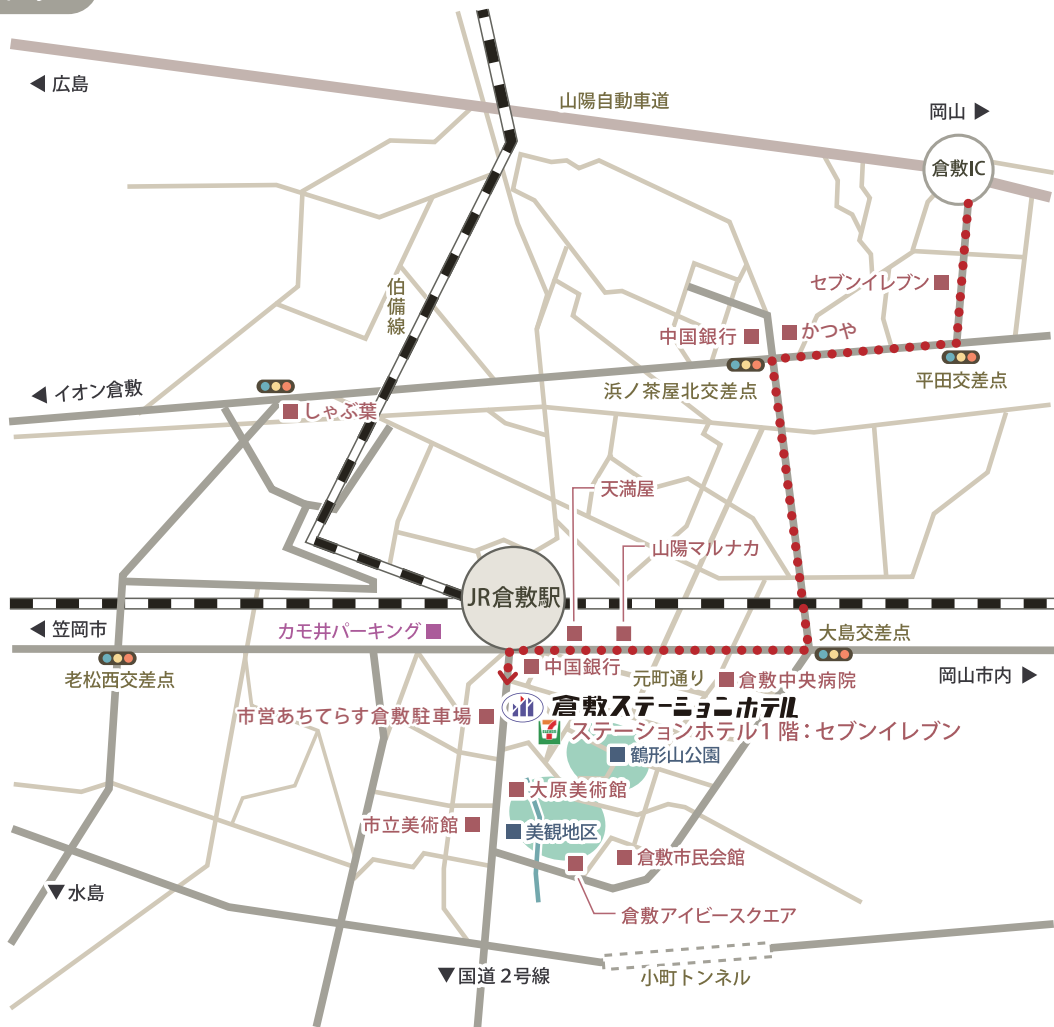 ◀ 広島
山陽自動車道
岡山 ▶
倉敷IC
伯備線
セブンイレブン
中国銀行
かつや
◀ イオン倉敷
浜ノ茶屋北交差点
平田交差点
しゃぶ葉
天満屋
山陽マルナカ
JR倉敷駅
◀ 笠岡市
カモ井パーキング
大島交差点
老松西交差点
中国銀行
元町通り
倉敷中央病院
岡山市内 ▶
市営あちてらす倉敷駐車場
倉敷ステーションホテル
ステーションホテル1階：セブンイレブン
鶴形山公園
大原美術館
市立美術館
美観地区
倉敷市民会館
▼水島
倉敷アイビースクエア
▼国道2号線
小町トンネル